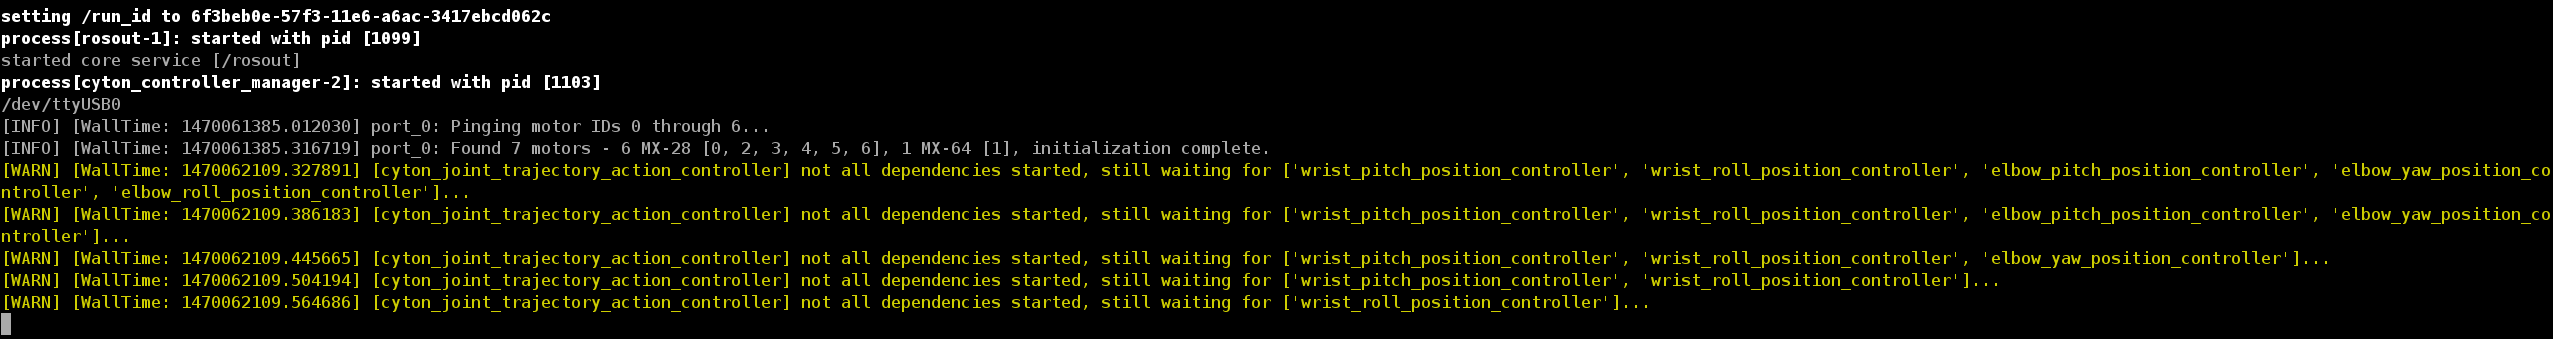 setting /run_id to 6f3beb0e-57f3-11e6-a6ac-3417ebcd062c
process[rosout-1]: started with pid [1099]
started core service [/rosout]
process[cyton_controller_manager-2]: started with pid [1103]
/dev/ttyUSB0
[INFO] [WallTime: 1470061385.012030] port_0: Pinging motor IDs 0 through 6...
[INFO] [WallTime: 1470061385.316719] port_0: Found 7 motors - 6 MX-28 [0, 2, 3, 4, 5, 6], 1 MX-64 [1], initialization complete.
[WARN] [WallTime: 1470062109.327891] [cyton_joint_trajectory_action_controller] not all dependencies started, still waiting for ['wrist_pitch_position_controller', 'wrist_roll_position_controller', 'elbow_pitch_position_controller', 'elbow_yaw_position_co
ntroller', 'elbow_roll_position_controller']...
[WARN] [WallTime: 1470062109.386183] [cyton_joint_trajectory_action_controller] not all dependencies started, still waiting for ['wrist_pitch_position_controller', 'wrist_roll_position_controller', 'elbow_pitch_position_controller', 'elbow_yaw_position_co
ntroller']...
[WARN] [WallTime: 1470062109.445665] [cyton_joint_trajectory_action_controller] not all dependencies started, still waiting for ['wrist_pitch_position_controller', 'wrist_roll_position_controller', 'elbow_yaw_position_controller']...
[WARN] [WallTime: 1470062109.504194] [cyton_joint_trajectory_action_controller] not all dependencies started, still waiting for ['wrist_pitch_position_controller', 'wrist_roll_position_controller']...
[WARN] [WallTime: 1470062109.564686] [cyton_joint_trajectory_action_controller] not all dependencies started, still waiting for ['wrist_roll_position_controller']...